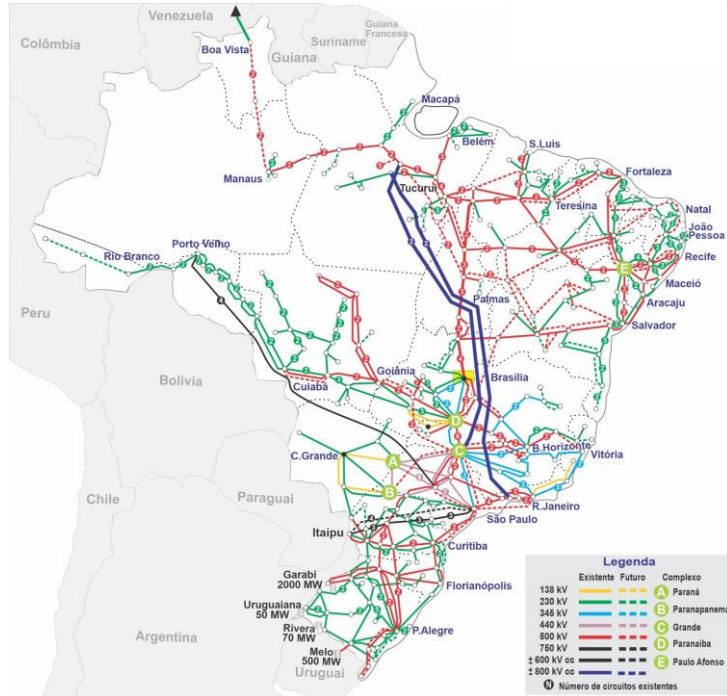 Venezuela
Guiana
Francesa
Colômbia
Suriname
Boa Vista
Guiana
Macapá
Belém
S.Luis
Manaus
Fortaleza
Tucuruí
Teresina
Natal
João
Pessoa
Porto Velho
Recife
Rio Branco
E
Maceió
Palmas
Aracaju
Peru
Salvador
Goiânia
Brasília
Bolivia
Cuiabá
D
B.Horizonte
C.Grande
A
C
Vitória
B
Chile
Paraguai
R.Janeiro
São Paulo
Itaipu
Curitiba
Garabi
2000 MW
Florianópolis
Uruguaiana
50 MW
Rivera
70 MW
P.Alegre
Argentina
Melo
500 MW
Uruguai
Legenda
Existente Futuro Complexo
138 kV A Paraná
230 kV
345 kV B Paranapanema
440 kV C Grande
500 kV D Paranaíba
750 kV
±600 kV cc E Paulo Afonso
±800 kV cc
N Número de circuitos existentes